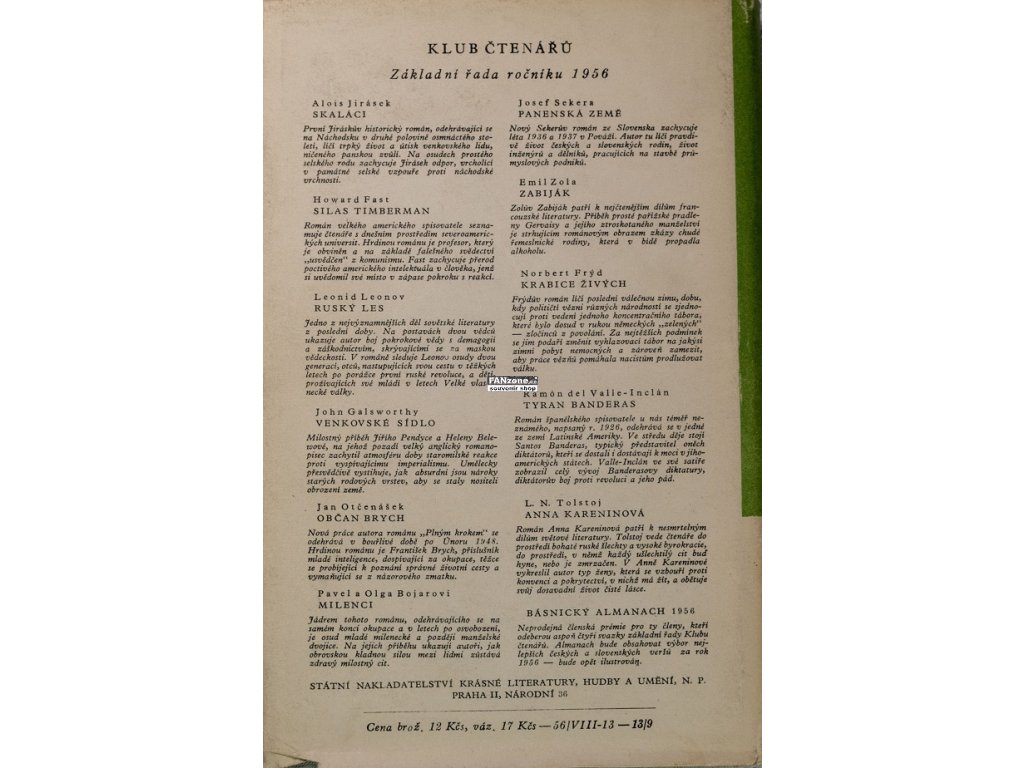 KLUB ČTENÁŘŮ
Základní řada ročníku 1956
Alois Jirásek
SKALÁCI
První Jiráskův historický román, odehrávající se
na Náchodsku v druhé polovině osmnáctého sto-
letí, líčí trpký život a útisk venkovského lidu,
ničeného panskou zvůlí. Na osudech prostého
selského rodu zachycuje Jirásek odpor, vrcholící
v památné selské vzpouře proti náchodské
vrchnosti.
Howard Fast
SILAS TIMBERMAN
Román velkého amerického spisovatele sezna-
muje čtenáře s dnešním prostředím severoameric-
kých universit. Hrdinou románu je profesor, který
je obviněn a na základě falešného svědectví
„usvědčen" z komunismu. Fast zachycuje přerod
poctivého amerického intelektuála v člověka, jenž
si uvědomil své místo v zápase pokroku s reakcí.
Leonid Leonov
RUSKÝ LES
Jedno z nejvýznamnějších děl sovětské literatury
z poslední doby. Na postavách dvou vědců
ukazuje autor boj pokrokové vědy s demagogií
a záškodnictvím, skrývajícími se za maskou
vědeckosti. V románě sleduje Leonov osudy dvou
generací, otců, nastupujících svou cestu v těžkých
letech po porážce první ruské revoluce, a dětí,
prožívajících své mládí v letech Velké vlas
necké války.
John Galsworthy
VENKOVSKÉ SÍDLO
Milostný příběh Jiřího Pendyce a Heleny Bele-
wové, na jehož pozadí velký anglický romano-
pisec zachytil atmosféru doby staromilské reakce
proti vyspívajícímu imperialismu. Umělecky
přesvědčivě vystihuje, jak absurdní jsou nároky
starých rodových vrstev, aby se staly nositeli
obrození země.
Jan Otčenášek
OBČAN BRYCH
Nová práce autora románu „Plným krokem" se
odehrává v bouřlivé době po Únoru 1948.
Hrdinou románu je František Brych, příslušník
mladé inteligence, dospívající za okupace, těžce
se probíjející k poznání správné životní cesty a
vymaňující se z názorového zmatku.
Pavel a Olga Bojarovi
MILENCI
Jádrem tohoto románu, odehrávajícího se na
samém konci okupace a v letech po osvobození,
je osud mladé milenecké a později manželské
dvojice. Na jejich příběhu ukazují autoři, jak
obrovskou kladnou silou mezi lidmi zůstává
zdravý milostný cit.
Josef Sekera
PANENSKÁ ZEMĚ
Nový Sekerův román ze Slovenska zachycuje
léta 1936 a 1937 v Pováží. Autor tu líčí pravdi-
vě život českých a slovenských rodin, život
inženýrů a dělníků, pracujících na stavbě prů-
myslových podniků.
Emil Zola
ZABIJÁK
Zolův Zabiják patří k nejčtenějším dílům fran-
couzské literatury. Příběh prosté pařížské pradle-
ny Gervaisy a jejího ztroskotaného manželství
je strhujícím románovým obrazem zkázy chudé
řemeslnické rodiny, která v bídě propadla
alkoholu.
Norbert Frýd
KRABICE ŽIVÝCH
Frýdův román líčí poslední válečnou zimu, dobu,
kdy političtí vězni různých národností se sjedno-
cují proti vedení jednoho koncentračního tábora,
které bylo dosud v rukou německých „zelených"
— zločinců z povolání. Za nejtěžších podmínek
se jim podaří změnit vyhlazovací tábor na jakýsi
zimní pobyt nemocných a zároveň zamezit,
aby práce vězňů pomáhala nacistům prodlužovat
válku.
Ramón del Valle-Inclán
TYRAN BANDERAS
Román španělského spisovatele u nás téměř ne-
známého, napsaný r. 1926, odehrává se v jedné
ze zemí Latinské Ameriky. Ve středu děje stojí
Santos Banderas, typický představitel oněch
diktátorů, kteří se dostali i dostávají k moci v jiho-
amerických státech. Valle-Inclán ve své satiře
zobrazil celý vývoj Banderasovy diktatury,
diktátorův boj proti revoluci a jeho pád.
L. N. Tolstoj
ANNA KARENINOVÁ
Román Anna Kareninová patří k nesmrtelným
dílům světové literatury. Tolstoj vede čtenáře do
prostředí bohaté ruské šlechty a vysoké byrokracie,
do prostředí, v němž každý ušlechtilý cit buď
hyne, nebo je zmrzačen. V Anně Kareninové
vykreslil autor typ ženy, která se vzbouří proti
konvenci a pokrytectví, v nichž má žít, a obětuje
svůj dosavadní život čisté lásce.
BÁSNICKÝ ALMANACH 1956
Neprodejná členská prémie pro ty členy, kteří
odeberou aspoň čtyři svazky základní řady Klubu
čtenářů. Almanach bude obsahovat výbor nej-
lepších českých a slovenských veršů za rok
1956 — bude opět ilustrován.
STÁTNÍ NAKLADATELSTVÍ KRÁSNÉ LITERATURY, HUDBY A UMĚNÍ, N. P.
PRAHA II, NÁRODNÍ 36
Cena brož. 12 Kčs, váz. 17 Kčs — 56/VIII-13 — 13/9
FANzone.cz
souvenir shop